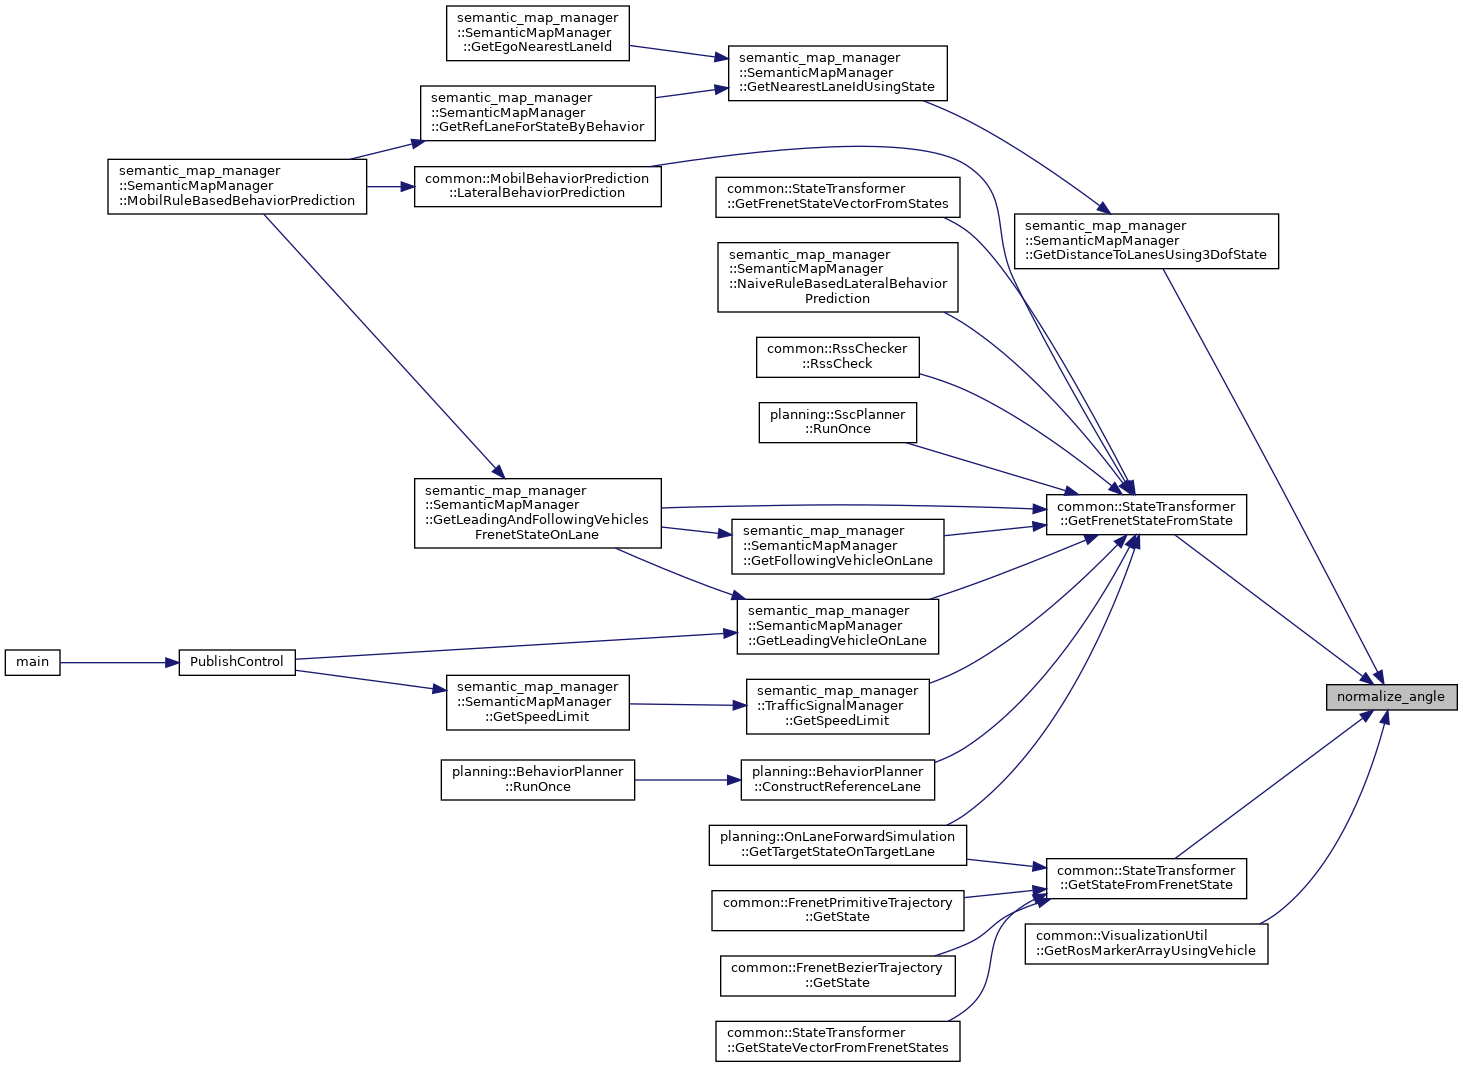 semantic_map_manager
::SemanticMapManager
::GetEgoNearestLaneId
semantic_map_manager
::SemanticMapManager
::GetNearestLaneIdUsingState
semantic_map_manager
::SemanticMapManager
::GetRefLaneForStateByBehavior
semantic_map_manager
::SemanticMapManager
::MobilRuleBasedBehaviorPrediction
common::MobilBehaviorPrediction
::LateralBehaviorPrediction
common::StateTransformer
::GetFrenetStateVectorFromStates
semantic_map_manager
::SemanticMapManager
::GetDistanceToLanesUsing3DofState
semantic_map_manager
::SemanticMapManager
::NaiveRuleBasedLateralBehavior
Prediction
common::RssChecker
::RssCheck
planning::SscPlanner
::RunOnce
semantic_map_manager
::SemanticMapManager
::GetLeadingAndFollowingVehicles
FrenetStateOnLane
common::StateTransformer
::GetFrenetStateFromState
semantic_map_manager
::SemanticMapManager
::GetFollowingVehicleOnLane
semantic_map_manager
::SemanticMapManager
::GetLeadingVehicleOnLane
main
PublishControl
semantic_map_manager
::SemanticMapManager
::GetSpeedLimit
semantic_map_manager
::TrafficSignalManager
::GetSpeedLimit
normalize_angle
planning::BehaviorPlanner
::RunOnce
planning::BehaviorPlanner
::ConstructReferenceLane
planning::OnLaneForwardSimulation
::GetTargetStateOnTargetLane
common::StateTransformer
::GetStateFromFrenetState
common::FrenetPrimitiveTrajectory
::GetState
common::VisualizationUtil
::GetRosMarkerArrayUsingVehicle
common::FrenetBezierTrajectory
::GetState
common::StateTransformer
::GetStateVectorFromFrenetStates